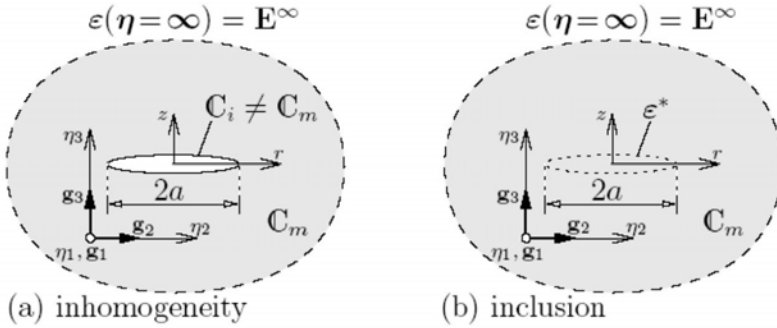 ε(η=∞) = E^∞
ε(η=∞) = E^∞
ℂ_i ≠ ℂ_m
ε*
z
z
η₃
r
η₃
r
g₃
2a
g₃
2a
ℂ_m
ℂ_m
g₂ η₂
g₂ η₂
η₁, g₁
η₁, g₁
(a) inhomogeneity
(b) inclusion